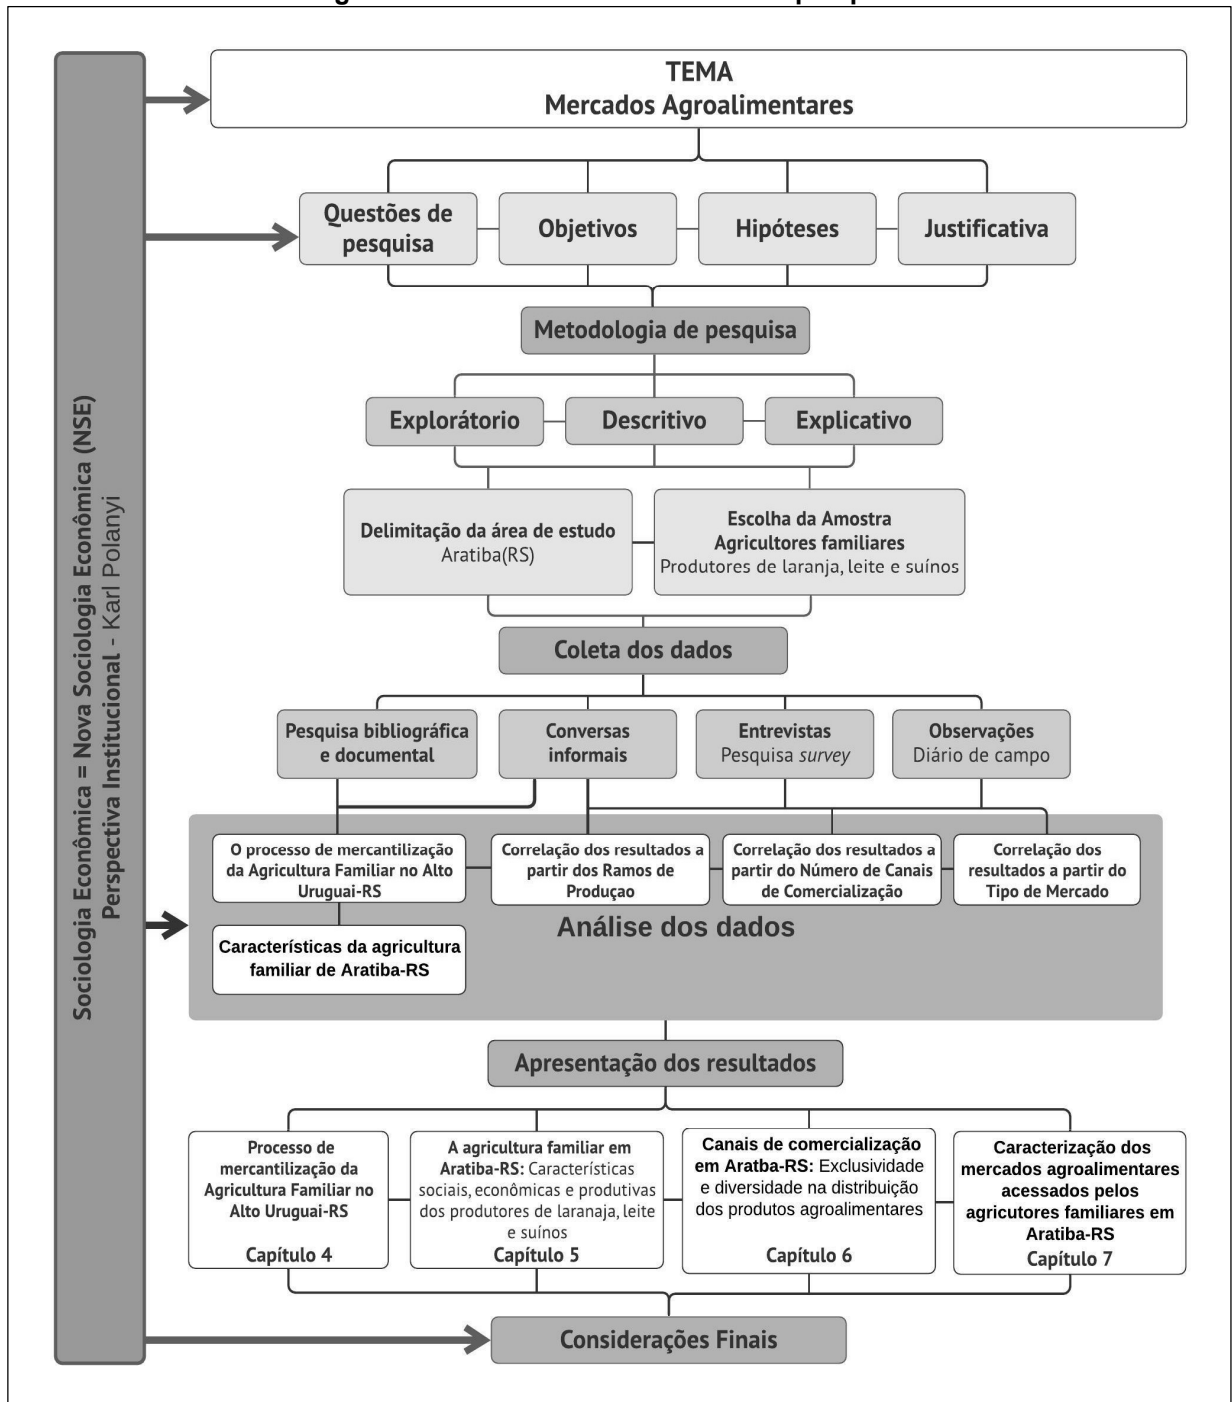 TEMA
Mercados Agroalimentares
Questões de
pesquisa
Objetivos
Hipóteses
Justificativa
Metodologia de pesquisa
Explorátorio
Descritivo
Explicativo
Delimitação da área de estudo
Aratiba(RS)
Escolha da Amostra
Agricultores familiares
Produtores de laranja, leite e suínos
Coleta dos dados
Pesquisa bibliográfica
e documental
Conversas
informais
Entrevistas
Pesquisa survey
Observações
Diário de campo
O processo de mercantilização
da Agricultura Familiar no Alto
Uruguai-RS
Correlação dos resultados a
partir dos Ramos de
Produçao
Correlação dos resultados a
partir do Número de Canais
de Comercialização
Correlação dos
resultados a partir do
Tipo de Mercado
Análise dos dados
Características da agricultura
familiar de Aratiba-RS
Apresentação dos resultados
Processo de
mercantilização da
Agricultura Familiar no
Alto Uruguai-RS
Capítulo 4
A agricultura familiar em
Aratiba-RS: Características
sociais, econômicas e produtivas
dos produtores de laranaja, leite
e suínos
Capítulo 5
Canais de comercialização
em Aratba-RS: Exclusividade
e diversidade na distribuição
dos produtos agroalimentares
Capítulo 6
Caracterização dos
mercados agroalimentares
acessados pelos
agricutores familiares em
Aratiba-RS
Capítulo 7
Considerações Finais
Sociologia Econômica = Nova Sociologia Econômica (NSE)
Perspectiva Institucional - Karl Polanyi